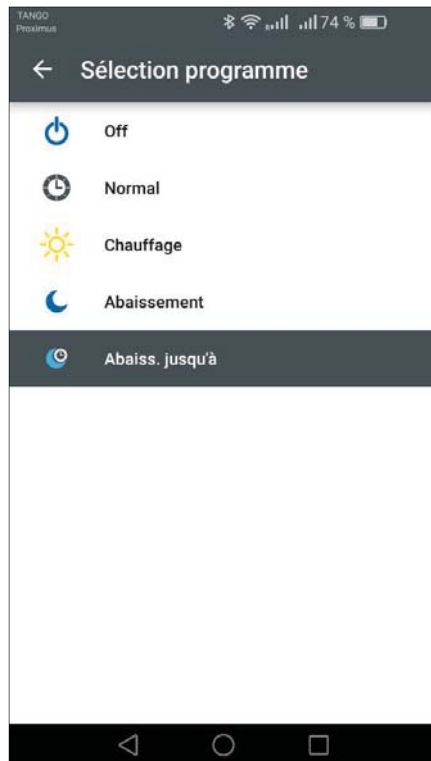 TANGO
Proximus
74 %
Sélection programme
Off
Normal
Chauffage
Abaissement
Abaiss. jusqu'à